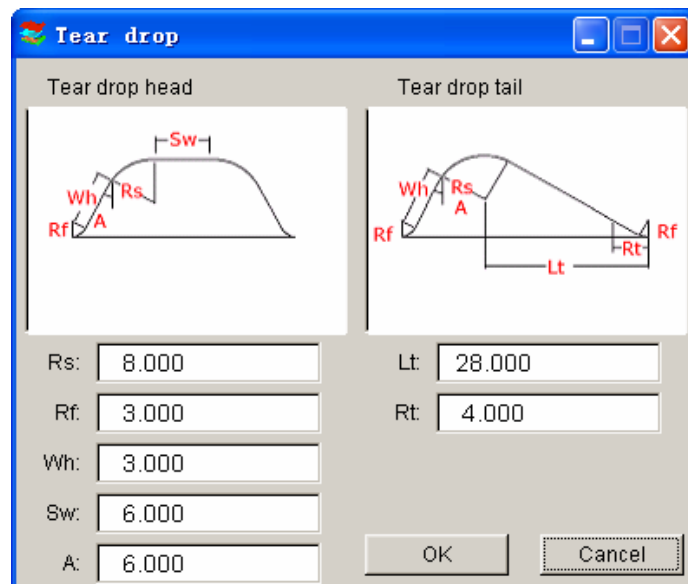 Tear drop
Tear drop head
Tear drop tail
Sw
Wh
Rs
A
Rf
Wh
Rs
A
Rf
Rf
Rt
Lt
Rs: 8.000
Lt: 28.000
Rf: 3.000
Rt: 4.000
Wh: 3.000
Sw: 6.000
A: 6.000
OK
Cancel